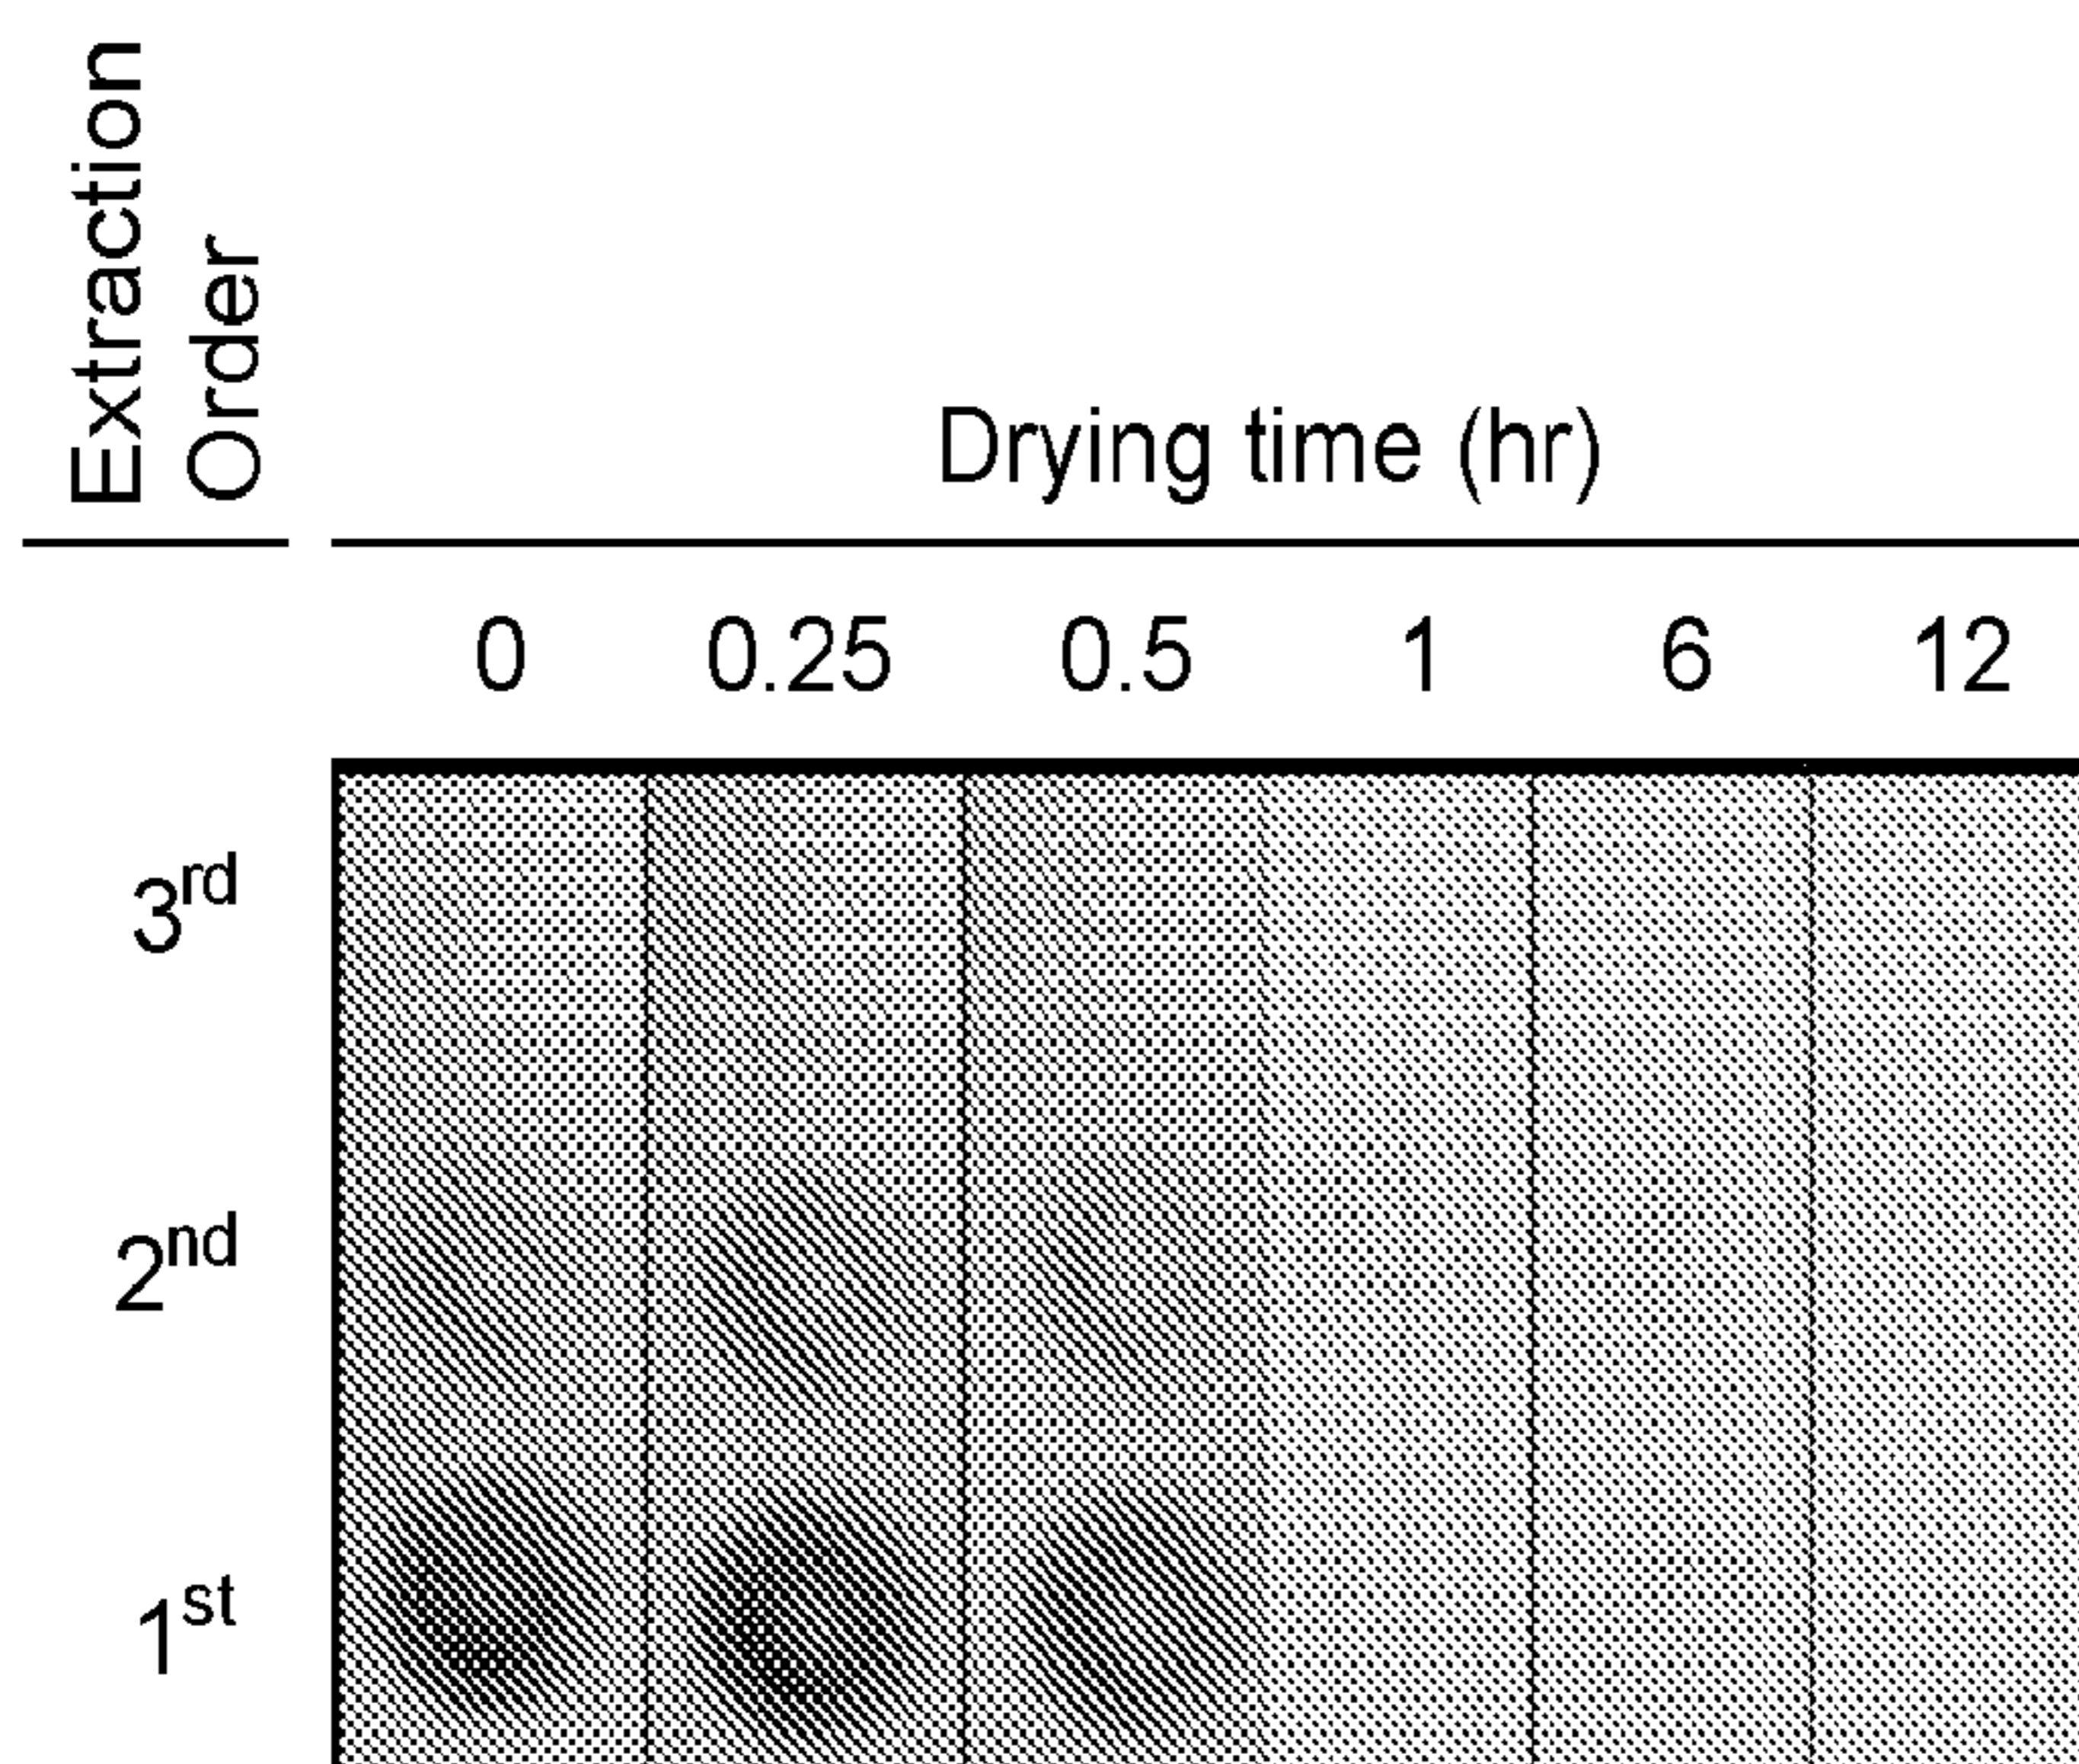 Extraction
Order
Drying time (hr)
0 0.25 0.5 1 6 12
3rd
2nd
1st